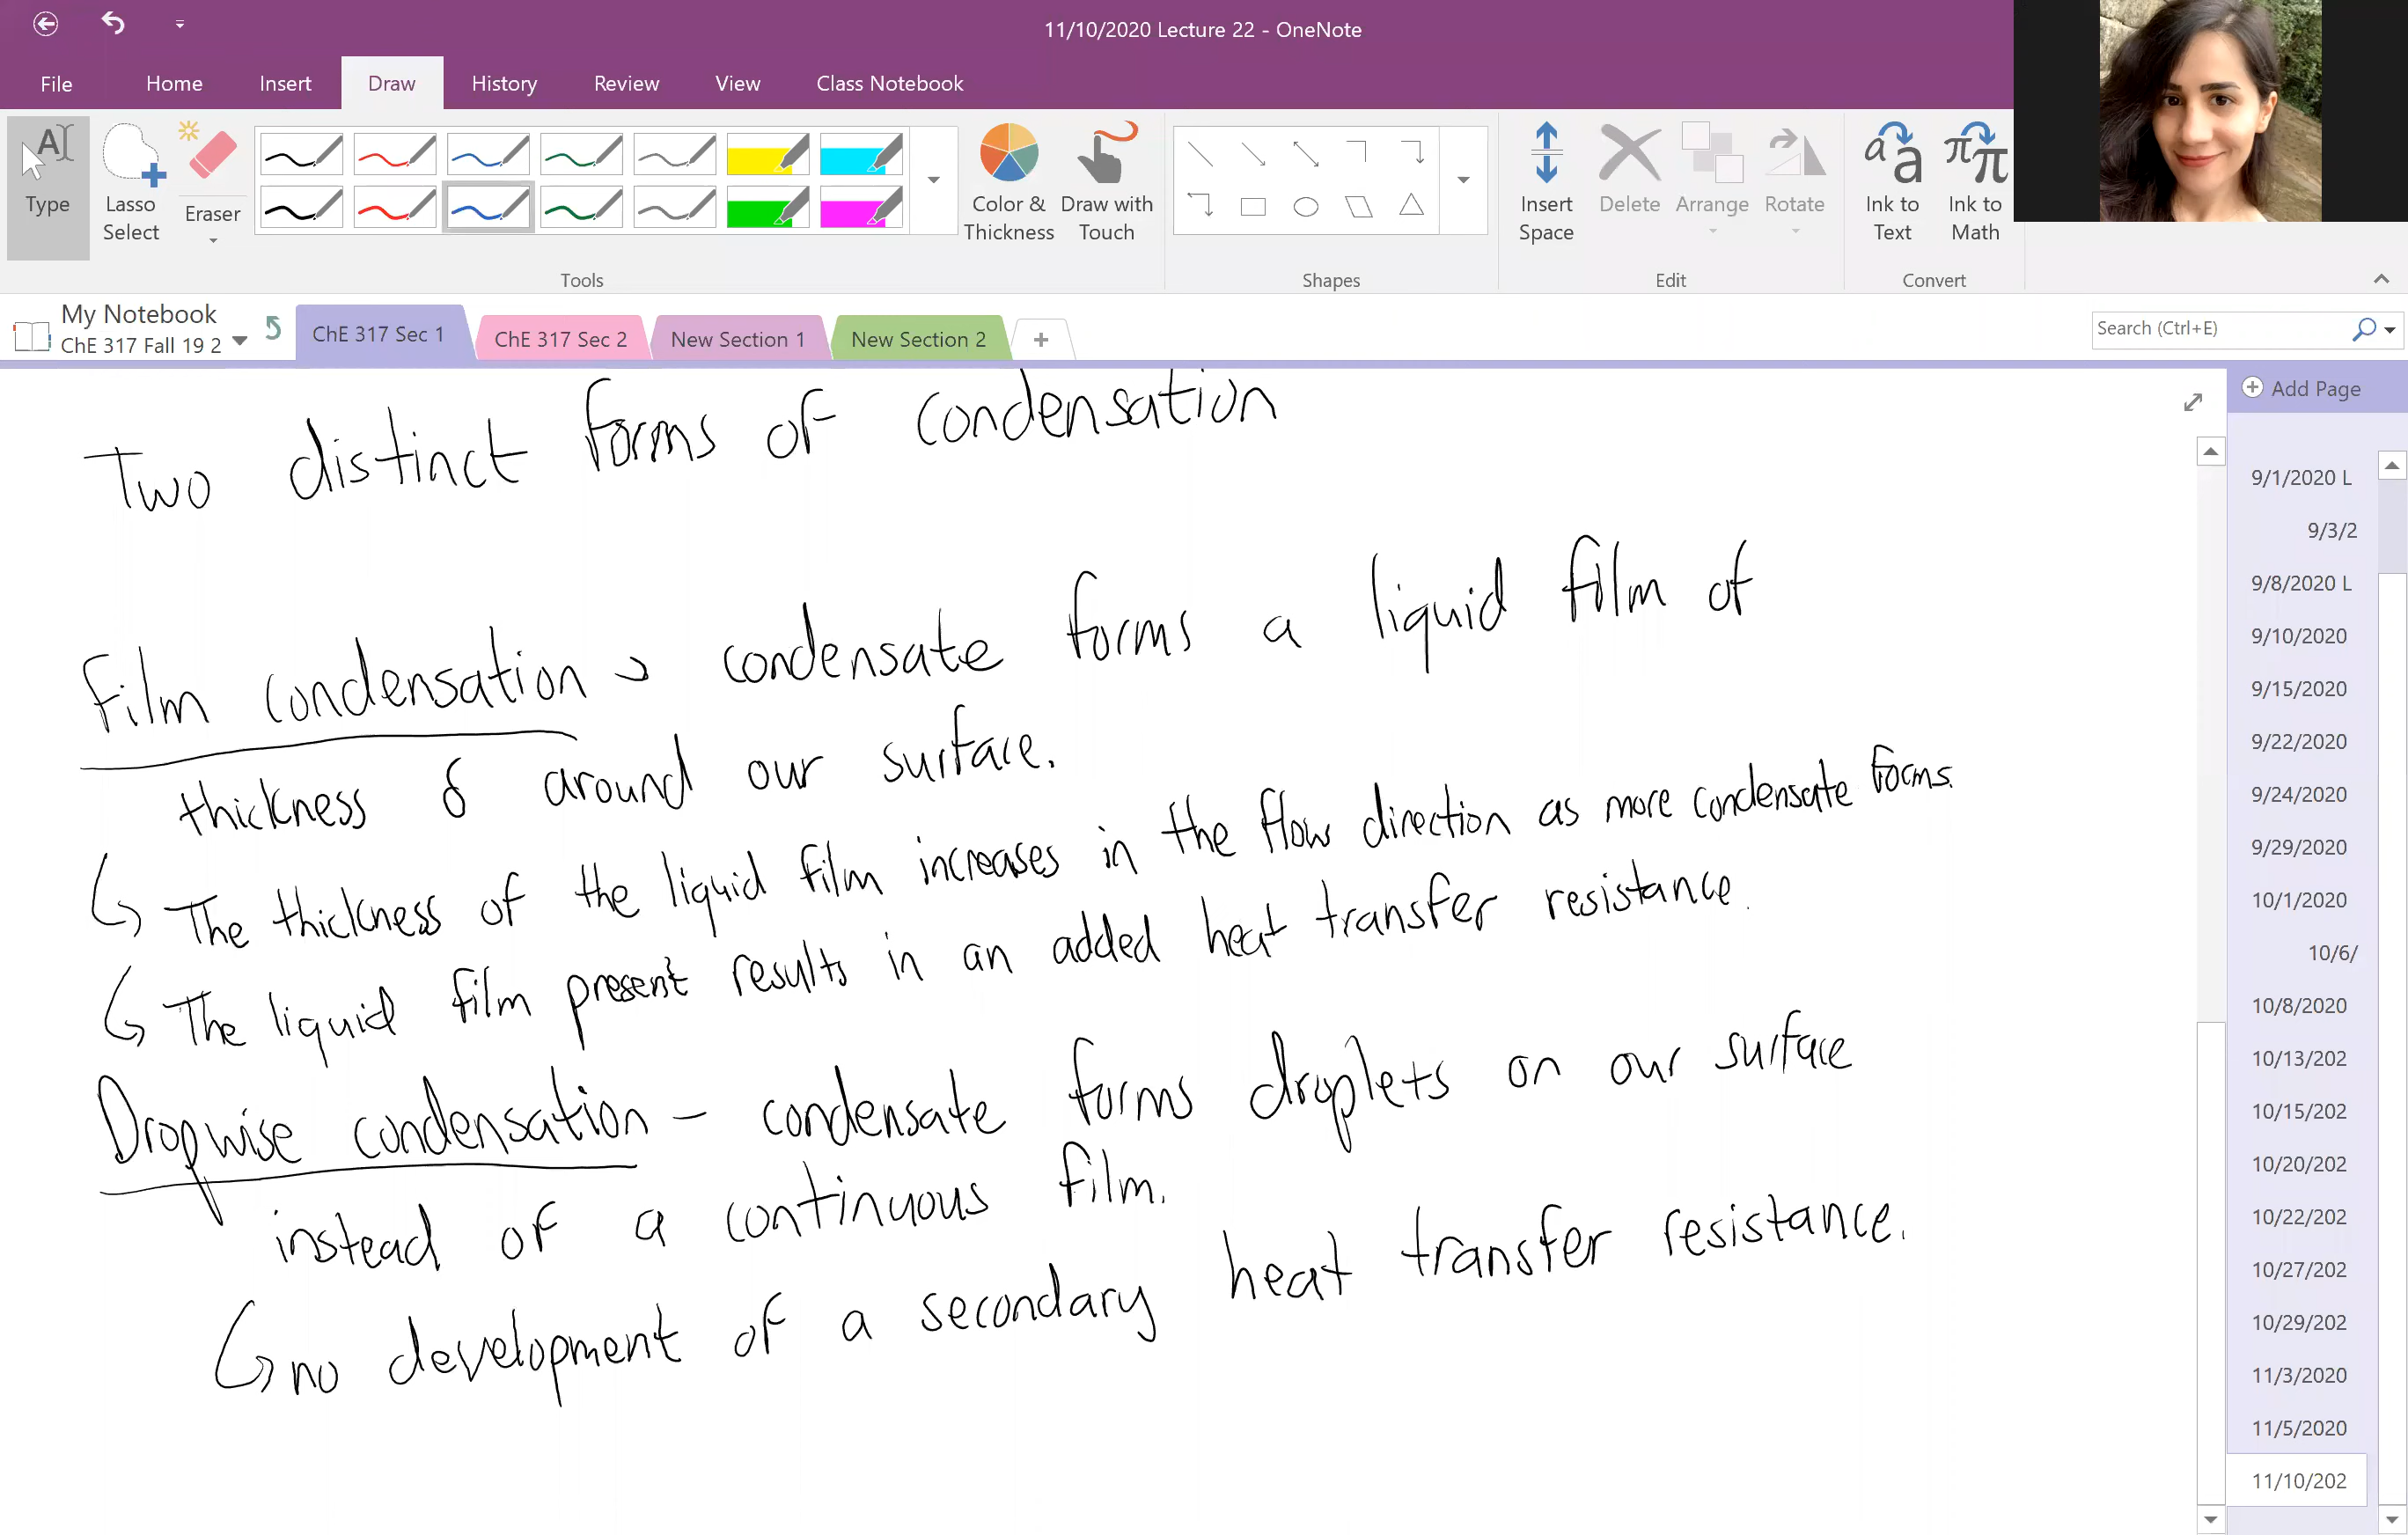 11/10/2020 Lecture 22 - OneNote
File Home Insert Draw History Review View Class Notebook
Type
Lasso Select
Eraser
Color & Thickness
Draw with Touch
Insert Space
Delete
Arrange
Rotate
Ink to Text
Ink to Math
Tools Shapes Edit Convert
My Notebook
ChE 317 Fall 19 2
ChE 317 Sec 1 ChE 317 Sec 2 New Section 1 New Section 2 +
Search (Ctrl+E)
Two distinct forms of condensation
Film condensation → condensate forms a liquid film of
thickness δ around our surface.
↳ The thickness of the liquid film increases in the flow direction as more condensate forms.
↳ The liquid film present results in an added heat transfer resistance.
Dropwise condensation – condensate forms droplets on our surface
instead of a continuous film.
↳ no development of a secondary heat transfer resistance.
Add Page
9/1/2020 L
9/3/2
9/8/2020 L
9/10/2020
9/15/2020
9/22/2020
9/24/2020
9/29/2020
10/1/2020
10/6/
10/8/2020
10/13/202
10/15/202
10/20/202
10/22/202
10/27/202
10/29/202
11/3/2020
11/5/2020
11/10/202